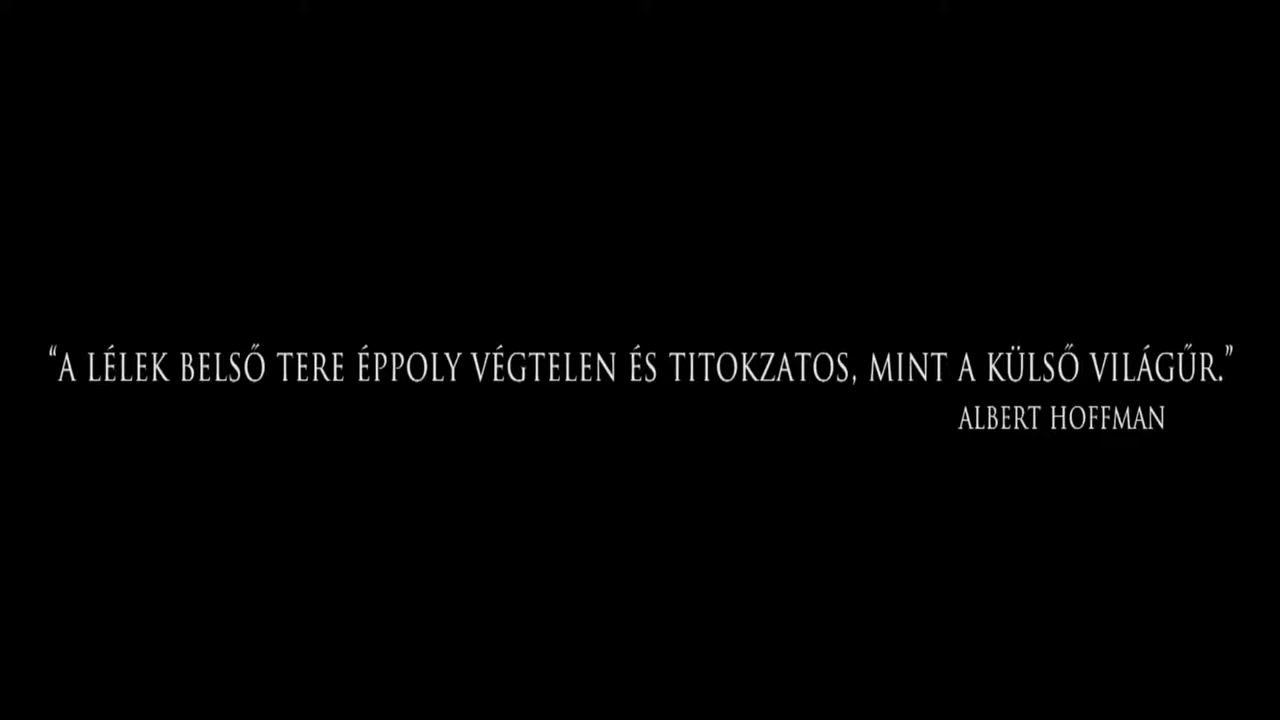 “A LÉLEK BELSŐ TERE ÉPPOLY VÉGTELEN ÉS TITOKZATOS, MINT A KÜLSŐ VILÁGŰR.”
ALBERT HOFFMAN